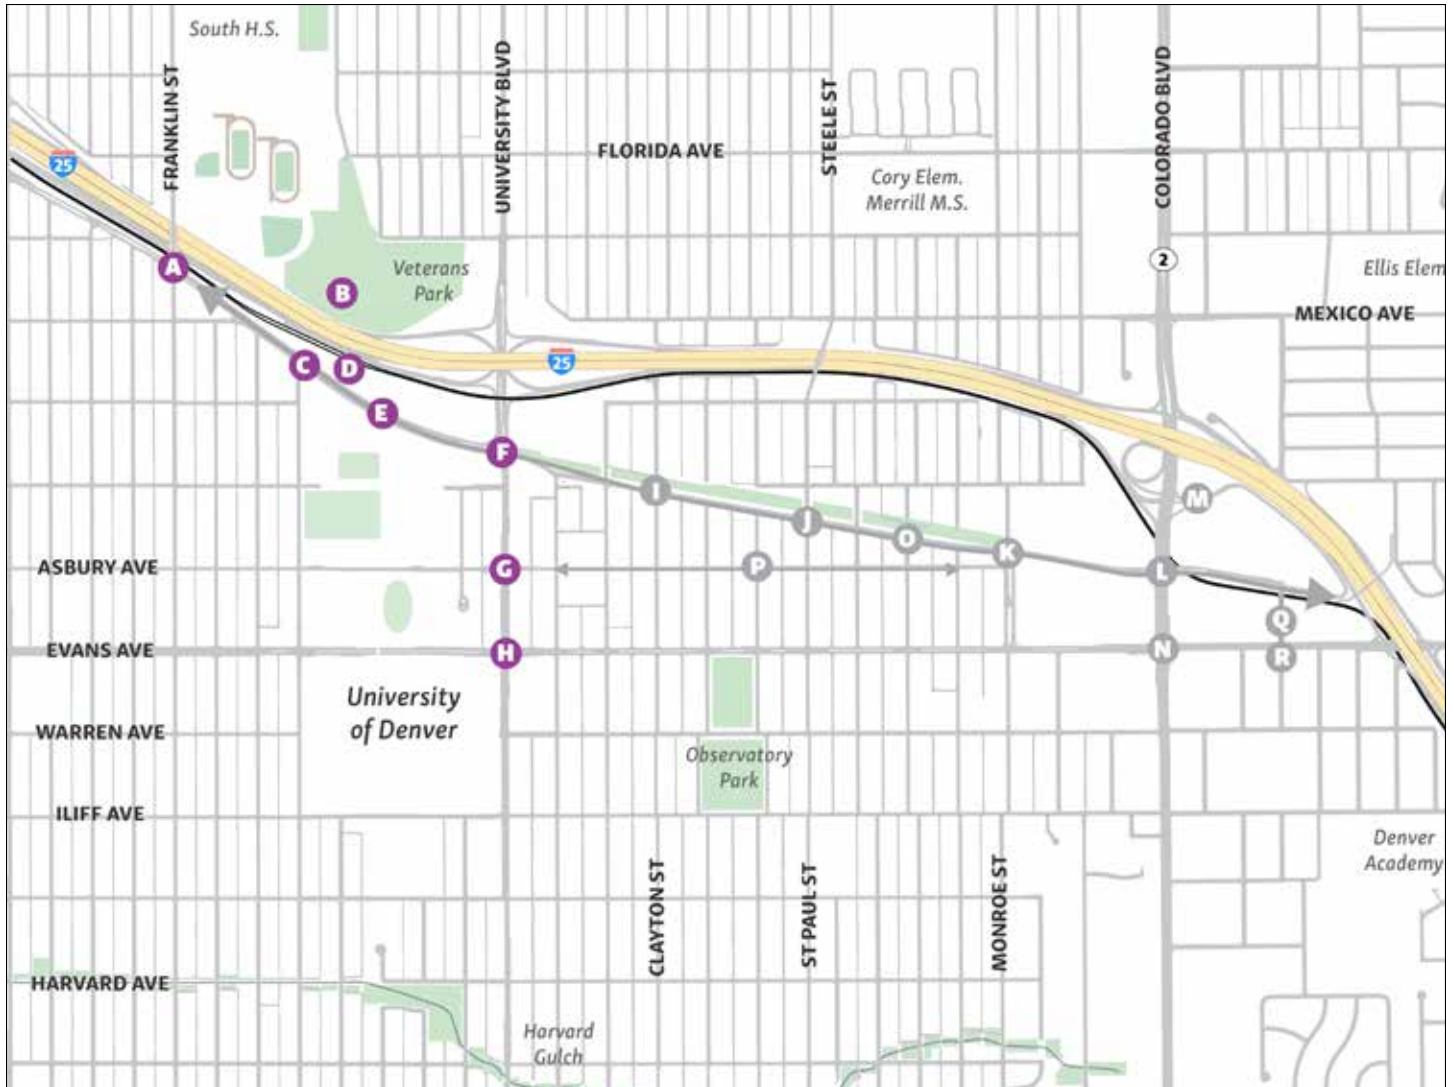 South H.S.
FRANKLIN ST
UNIVERSITY BLVD
STEELE ST
COLORADO BLVD
25
FLORIDA AVE
Cory Elem.
Merrill M.S.
A
B
Veterans
Park
2
Ellis Elem
MEXICO AVE
C
D
25
E
F
I
J
O
K
M
ASBURY AVE
G
P
L
Q
EVANS AVE
H
N
R
University
of Denver
WARREN AVE
Observatory
Park
ILIFF AVE
Denver
Academy
CLAYTON ST
ST PAUL ST
MONROE ST
HARVARD AVE
Harvard
Gulch